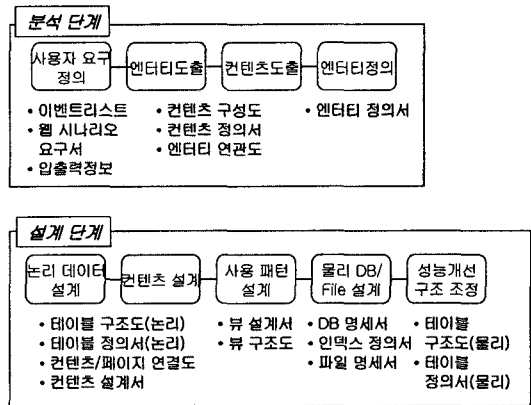 분석 단계
사용자 요구
정의
엔터티도출
컨텐츠도출
엔터티정의
• 이벤트리스트
• 웹 시나리오
요구서
• 입출력정보
• 컨텐츠 구성도
• 컨텐츠 정의서
• 엔터티 연관도
• 엔터티 정의서
설계 단계
논리 데이터
설계
컨텐츠 설계
사용 패턴
설계
물리 DB/
File 설계
성능개선
구조 조정
• 테이블 구조도(논리)
• 테이블 정의서(논리)
• 컨텐츠/페이지 연결도
• 컨텐츠 설계서
• 뷰 설계서
• 뷰 구조도
• DB 명세서
• 인덱스 정의서
• 파일 명세서
• 테이블
구조도(물리)
• 테이블
정의서(물리)